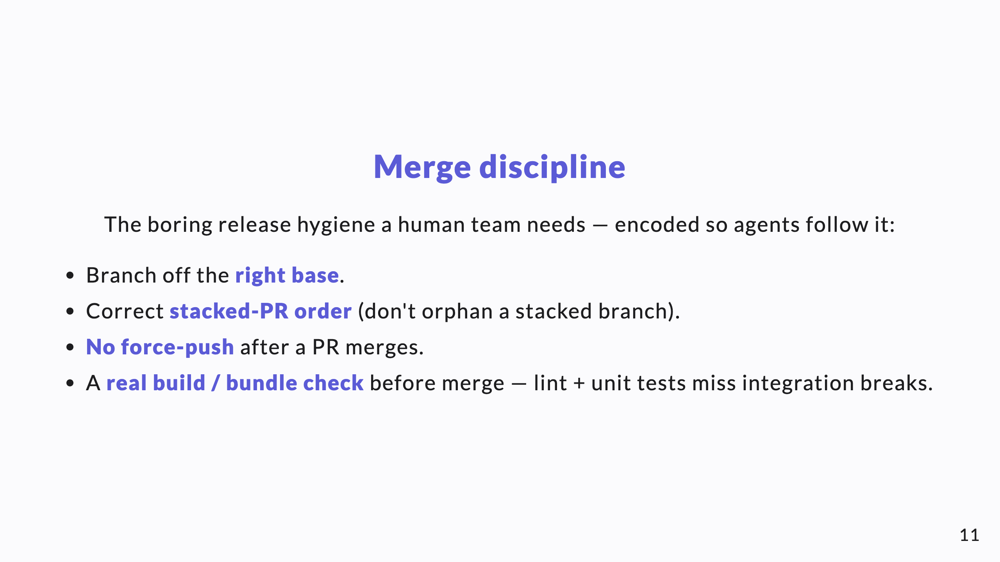 Merge discipline
The boring release hygiene a human team needs — encoded so agents follow it:
• Branch off the right base.
• Correct stacked-PR order (don't orphan a stacked branch).
• No force-push after a PR merges.
• A real build / bundle check before merge — lint + unit tests miss integration breaks.
11